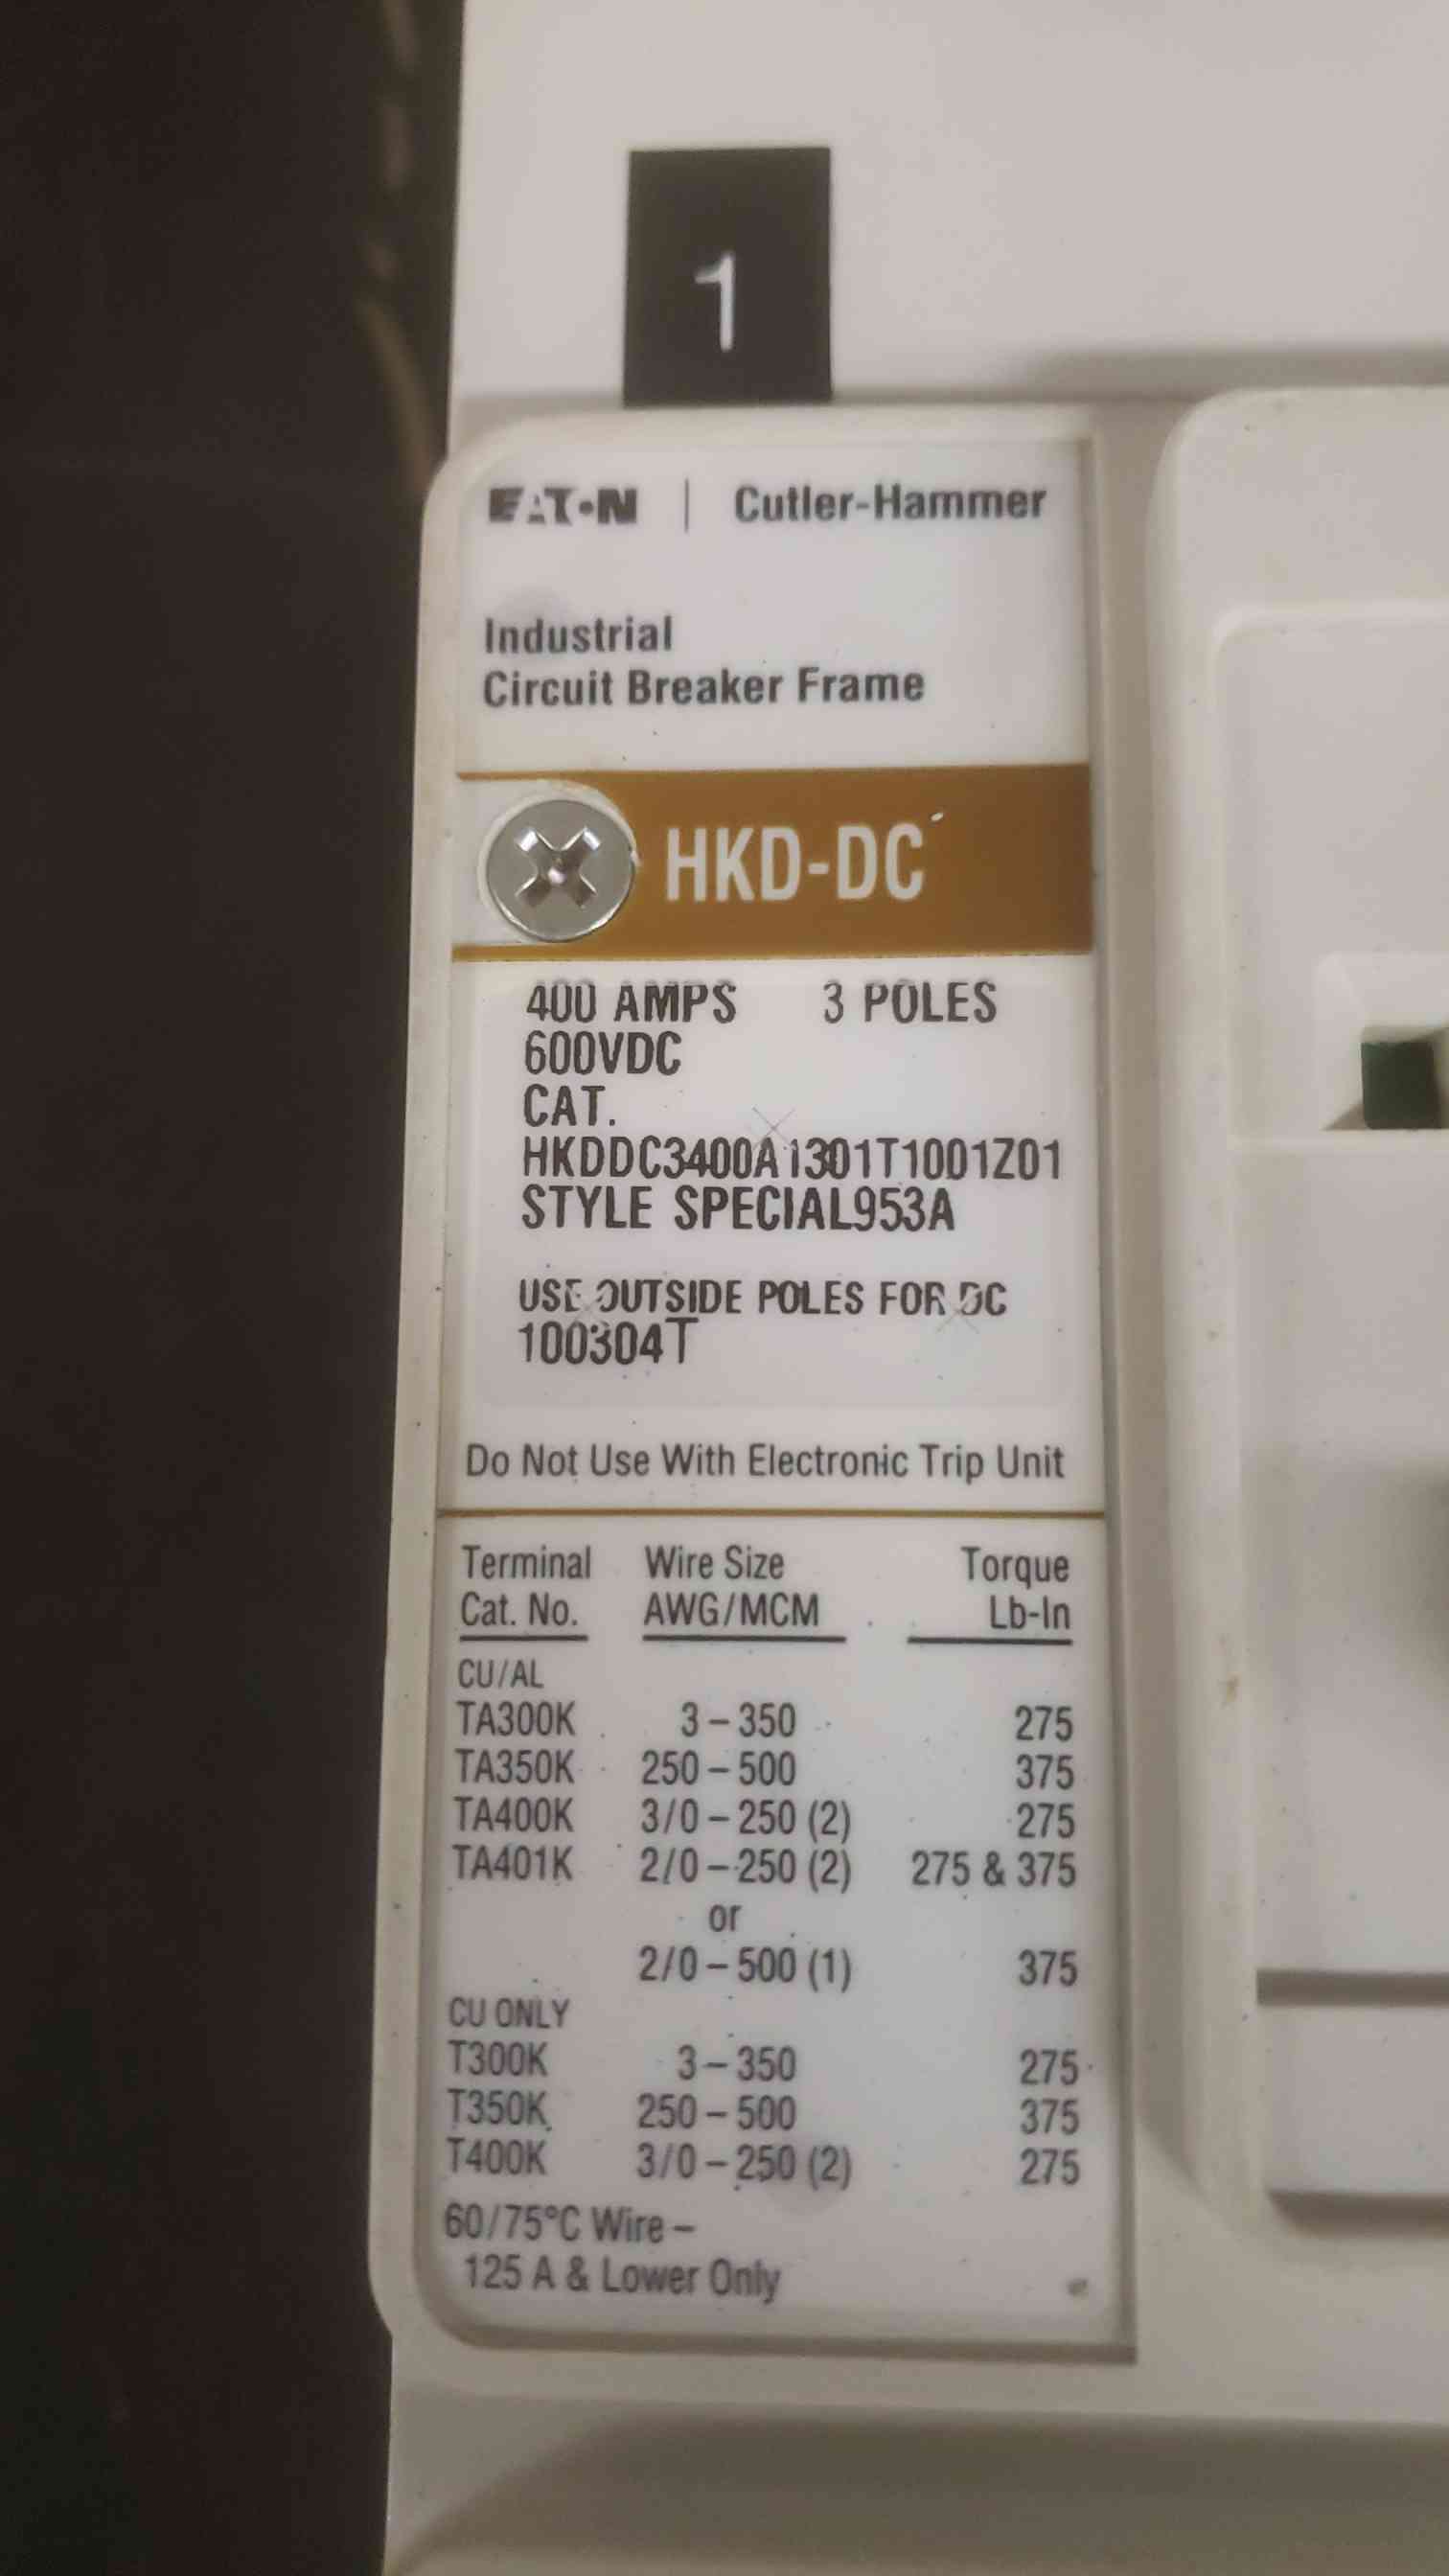 1
EATON | Cutler-Hammer
Industrial
Circuit Breaker Frame
HKD-DC
400 AMPS 3 POLES
600VDC
CAT.
HKDDC3400A1301T1001Z01
STYLE SPECIAL953A
USE OUTSIDE POLES FOR DC
100304T
Do Not Use With Electronic Trip Unit
Terminal Wire Size Torque
Cat. No. AWG/MCM Lb-In
CU/AL
TA300K 3 – 350 275
TA350K 250 – 500 375
TA400K 3/0 – 250 (2) 275
TA401K 2/0 – 250 (2) 275 & 375
or
2/0 – 500 (1) 375
CU ONLY
T300K 3 – 350 275
T350K 250 – 500 375
T400K 3/0 – 250 (2) 275
60/75°C Wire –
125 A & Lower Only